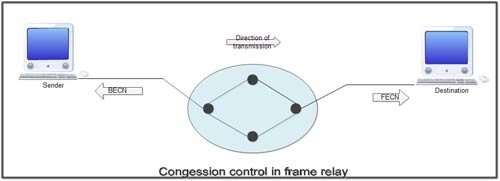 Direction of
transmission
Sender
BECN
FECN
Destination
Congession control in frame relay